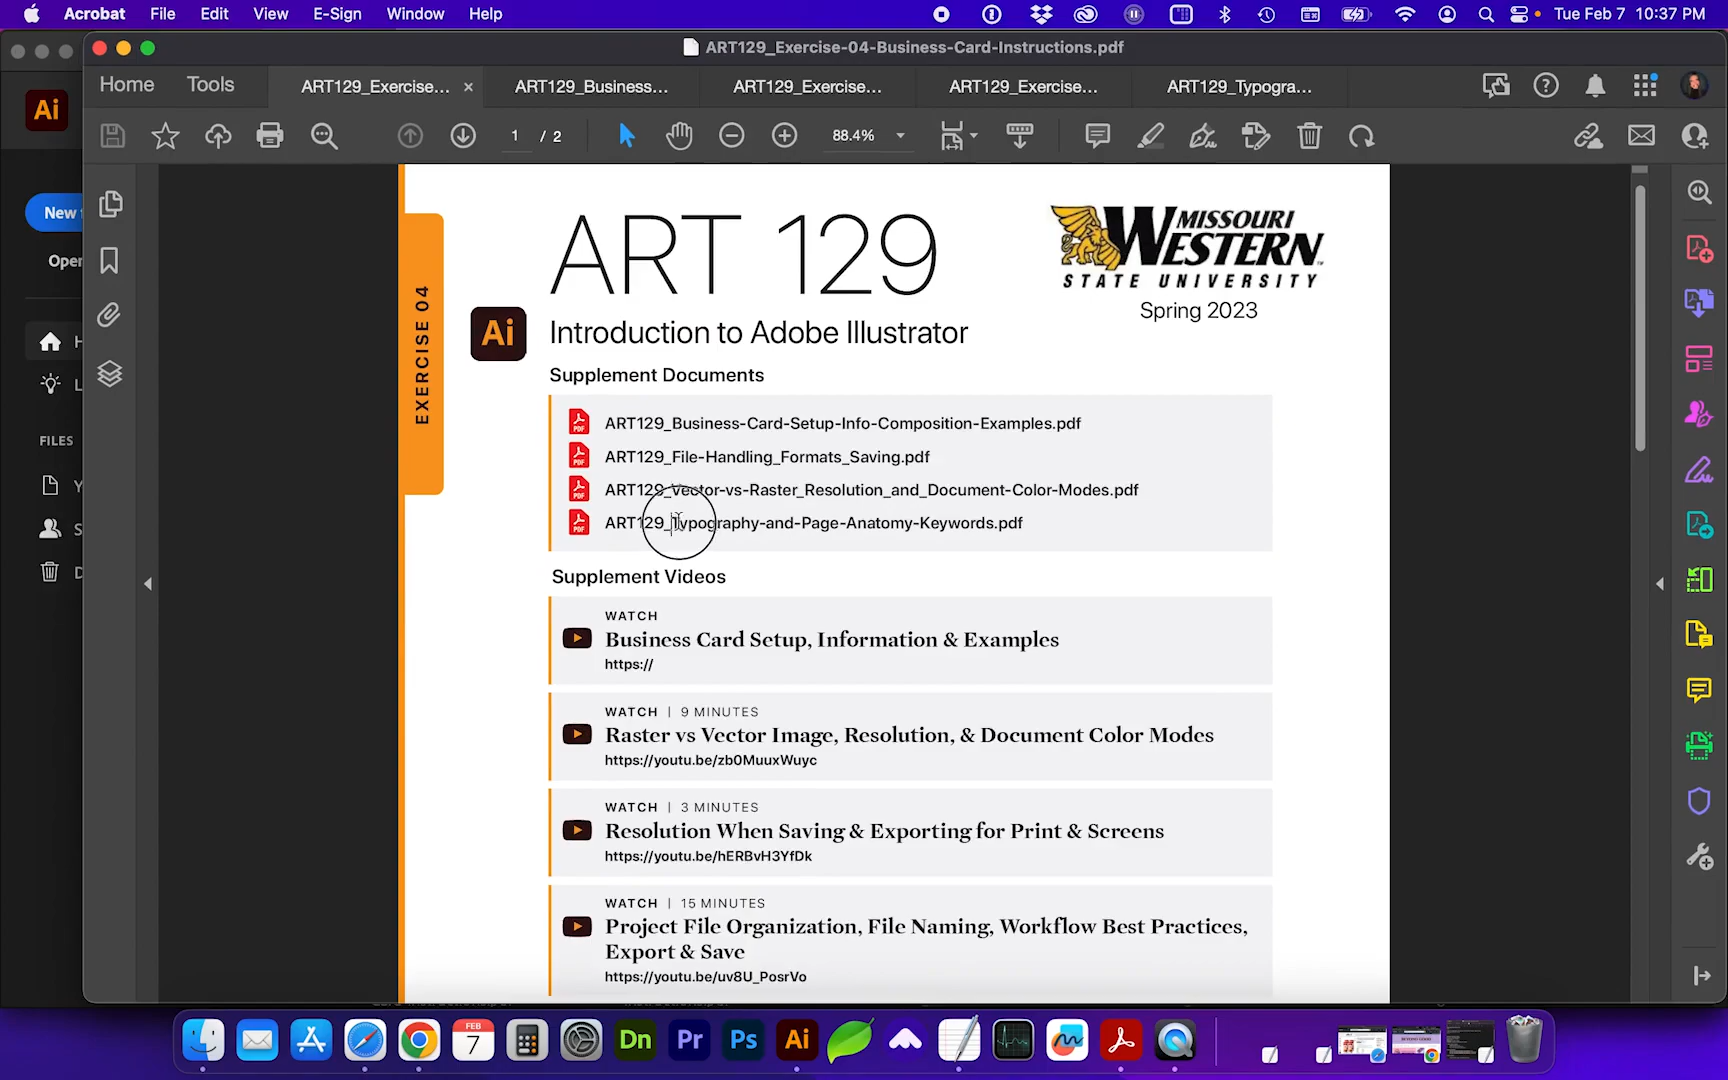 Acrobat File Edit View E-Sign Window Help Tue Feb 7 10:37 PM
ART129_Exercise-04-Business-Card-Instructions.pdf
Home Tools ART129_Exercise... × ART129_Business... ART129_Exercise... ART129_Exercise... ART129_Typogra...
1 / 2 88.4%
Ai
New
Open
FILES
EXERCISE 04
ART 129
MISSOURI
WESTERN
STATE UNIVERSITY
Spring 2023
Ai
Introduction to Adobe Illustrator
Supplement Documents
ART129_Business-Card-Setup-Info-Composition-Examples.pdf
ART129_File-Handling_Formats_Saving.pdf
ART129_Vector-vs-Raster_Resolution_and_Document-Color-Modes.pdf
ART129_Typography-and-Page-Anatomy-Keywords.pdf
Supplement Videos
WATCH
Business Card Setup, Information & Examples
https://
WATCH | 9 MINUTES
Raster vs Vector Image, Resolution, & Document Color Modes
https://youtu.be/zb0MuuxWuyc
WATCH | 3 MINUTES
Resolution When Saving & Exporting for Print & Screens
https://youtu.be/hERBvH3YfDk
WATCH | 15 MINUTES
Project File Organization, File Naming, Workflow Best Practices,
Export & Save
https://youtu.be/uv8U_PosrVo
FEB
7
Dn Pr Ps Ai